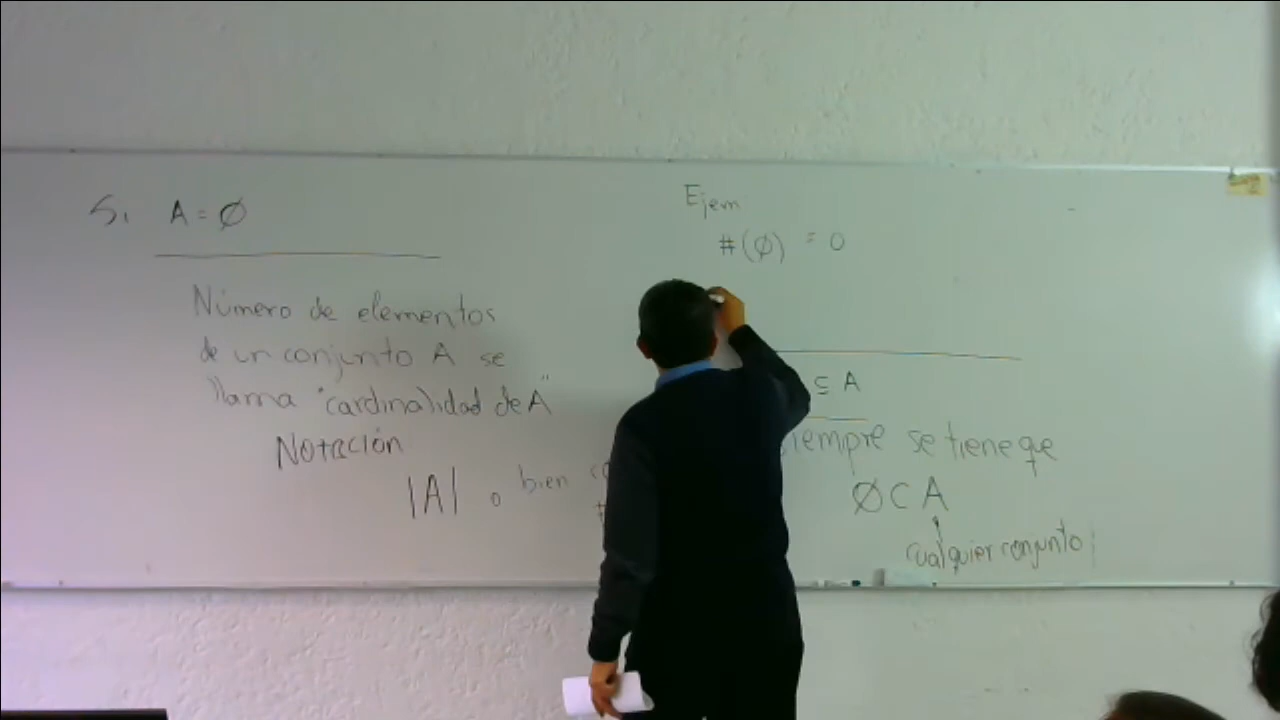 Si A = Ø
Número de elementos
de un conjunto A se
llama "cardinalidad de A"
Notación
|A| o bien
Ejem
#(Ø) = 0
⊆ A
siempre se tiene que
Ø ⊂ A
cualquier conjunto